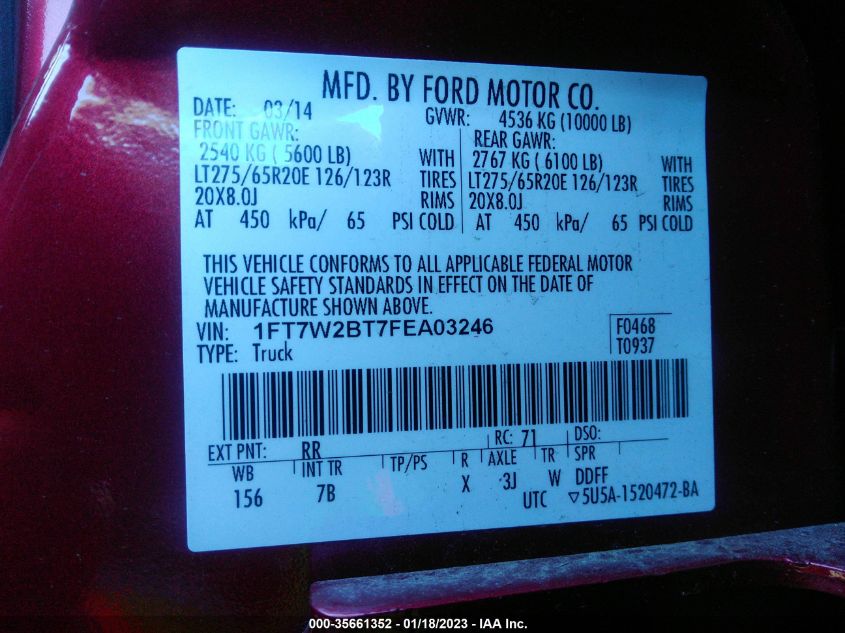 MFD. BY FORD MOTOR CO.
DATE: 03/14 GVWR: 4536 KG (10000 LB)
FRONT GAWR: REAR GAWR:
2540 KG ( 5600 LB) WITH 2767 KG ( 6100 LB) WITH
LT275/65R20E 126/123R TIRES LT275/65R20E 126/123R TIRES
20X8.0J RIMS 20X8.0J RIMS
AT 450 kPa/ 65 PSI COLD AT 450 kPa/ 65 PSI COLD
THIS VEHICLE CONFORMS TO ALL APPLICABLE FEDERAL MOTOR
VEHICLE SAFETY STANDARDS IN EFFECT ON THE DATE OF
MANUFACTURE SHOWN ABOVE.
VIN: 1FT7W2BT7FEA03246 F0468
TYPE: Truck T0937
EXT PNT: RR RC: 71 DSO:
WB INT TR TP/PS R AXLE TR SPR
156 7B X 3J W DDFF
UTC ▽5U5A-1520472-BA
000-35661352 - 01/18/2023 - IAA Inc.